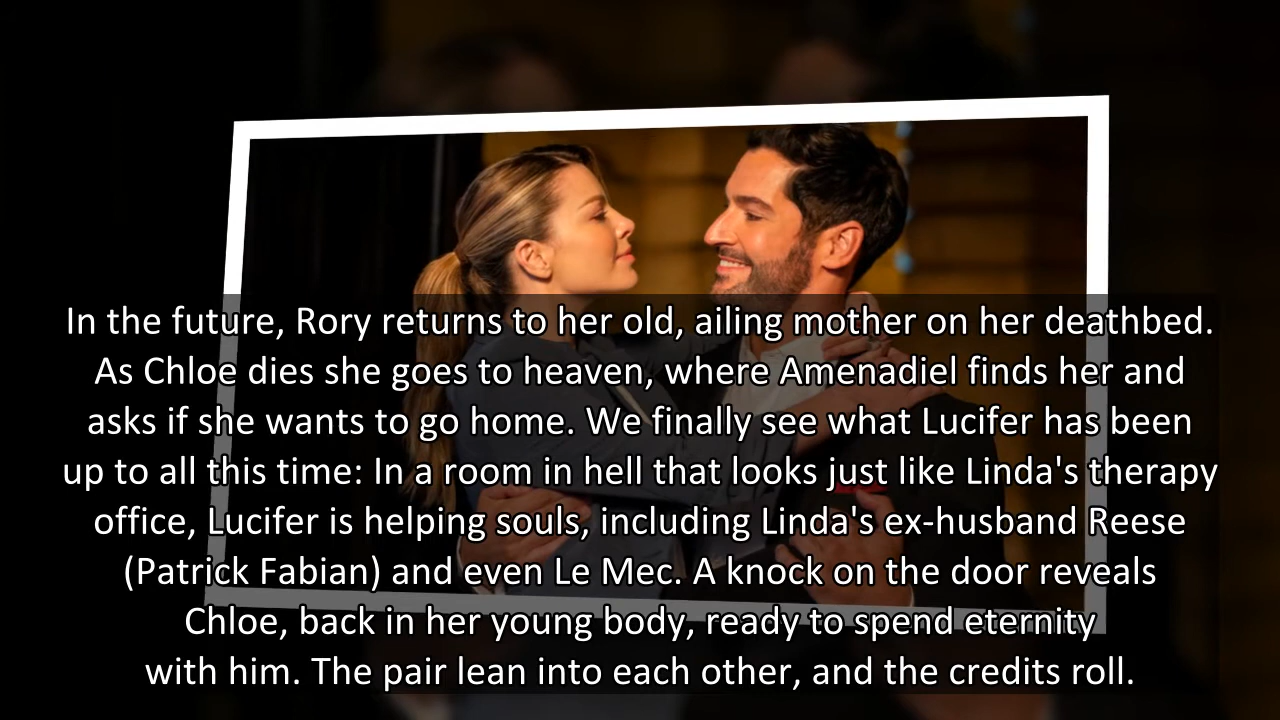 In the future, Rory returns to her old, ailing mother on her deathbed.
As Chloe dies she goes to heaven, where Amenadiel finds her and
asks if she wants to go home. We finally see what Lucifer has been
up to all this time: In a room in hell that looks just like Linda's therapy
office, Lucifer is helping souls, including Linda's ex-husband Reese
(Patrick Fabian) and even Le Mec. A knock on the door reveals
Chloe, back in her young body, ready to spend eternity
with him. The pair lean into each other, and the credits roll.